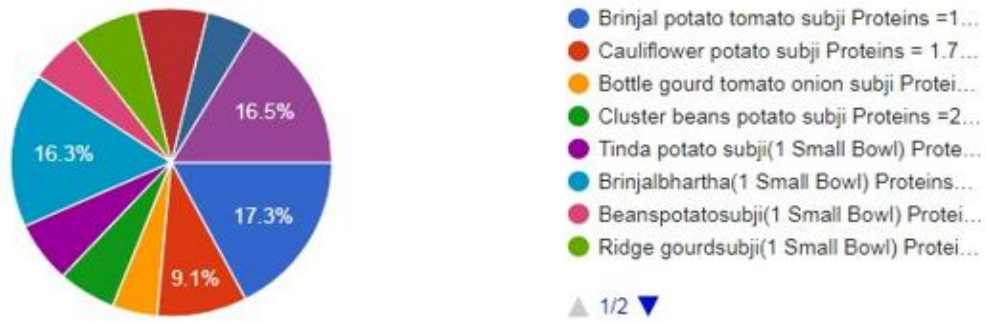 16.5%
16.3%
17.3%
9.1%
Brinjal potato tomato subji Proteins =1...
Cauliflower potato subji Proteins = 1.7...
Bottle gourd tomato onion subji Protei...
Cluster beans potato subji Proteins =2...
Tinda potato subji(1 Small Bowl) Prote...
Brinjalbhartha(1 Small Bowl) Proteins...
Beanspotatosubji(1 Small Bowl) Protei...
Ridge gourdsubji(1 Small Bowl) Protei...
1/2